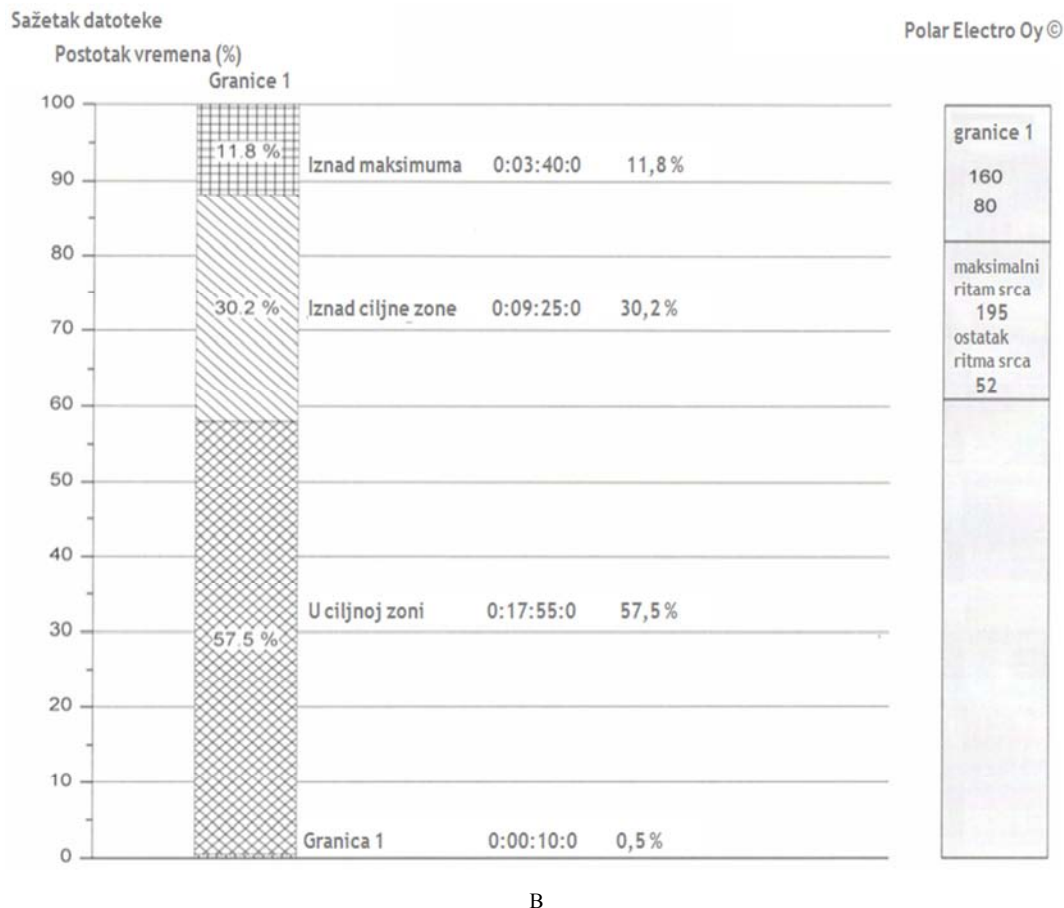 Sažetak datoteke
Polar Electro Oy ©
Postotak vremena (%)
Granice 1
100
90
80
70
60
50
40
30
20
10
0
11.8 %
30.2 %
57.5 %
Iznad maksimuma 0:03:40:0 11,8%
Iznad ciljne zone 0:09:25:0 30,2%
U ciljnoj zoni 0:17:55:0 57,5%
Granica 1 0:00:10:0 0,5%
granice 1
160
80
maksimalni
ritam srca
195
ostatak
ritma srca
52
B